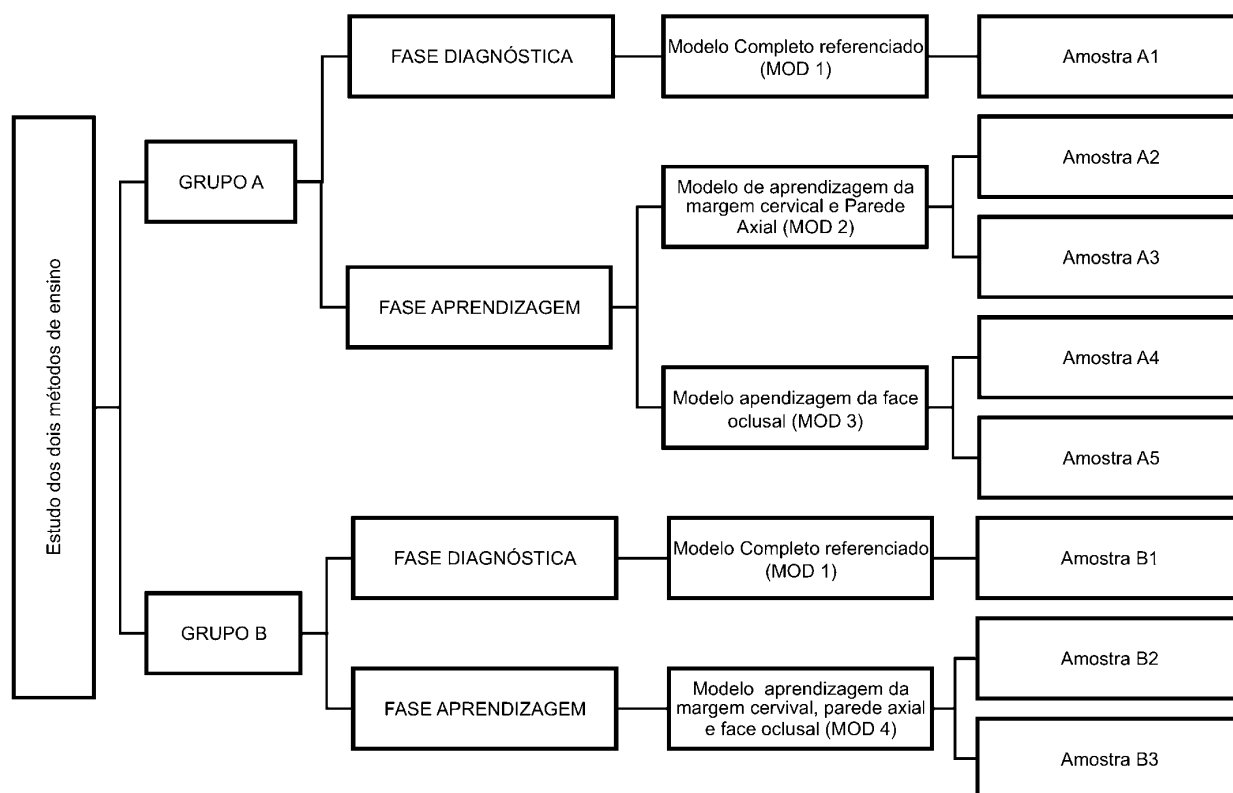 Estudo dos dois métodos de ensino
GRUPO A
FASE DIAGNÓSTICA
Modelo Completo referenciado
(MOD 1)
Amostra A1
FASE APRENDIZAGEM
Modelo de aprendizagem da
margem cervical e Parede
Axial (MOD 2)
Amostra A2
Amostra A3
Modelo apendizagem da face
oclusal (MOD 3)
Amostra A4
Amostra A5
GRUPO B
FASE DIAGNÓSTICA
Modelo Completo referenciado
(MOD 1)
Amostra B1
FASE APRENDIZAGEM
Modelo aprendizagem da
margem cervival, parede axial
e face oclusal (MOD 4)
Amostra B2
Amostra B3